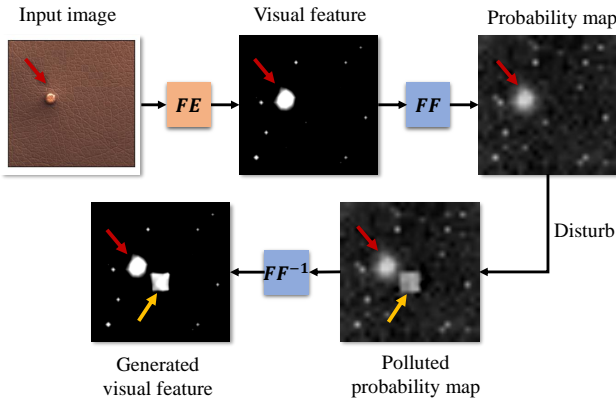 Input image
Visual feature
Probability map
FE
FF
Disturb
FF⁻¹
Generated
visual feature
Polluted
probability map